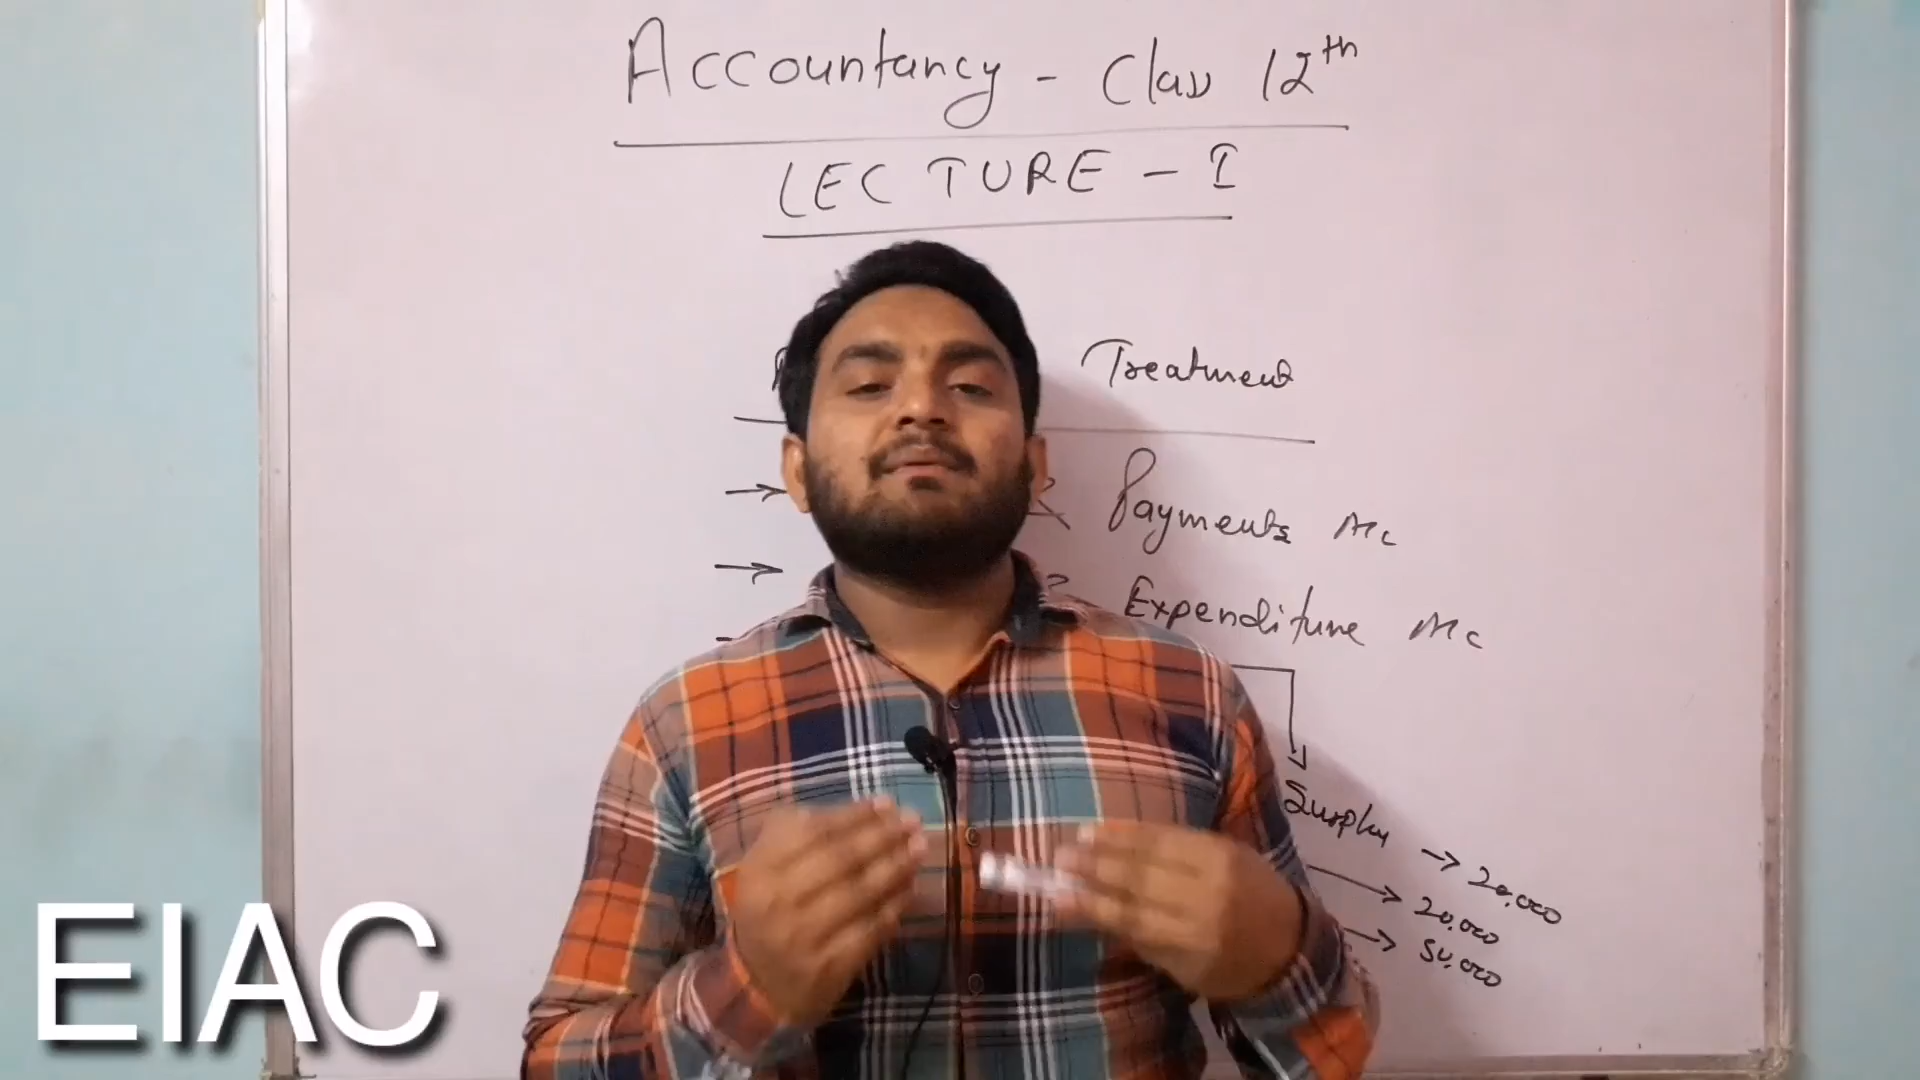 Accountancy - Class 12th
LECTURE - I
Treatment
& Payments A/c
Expenditure A/c
Surplus → 20,000
20,000
50,000
EIAC